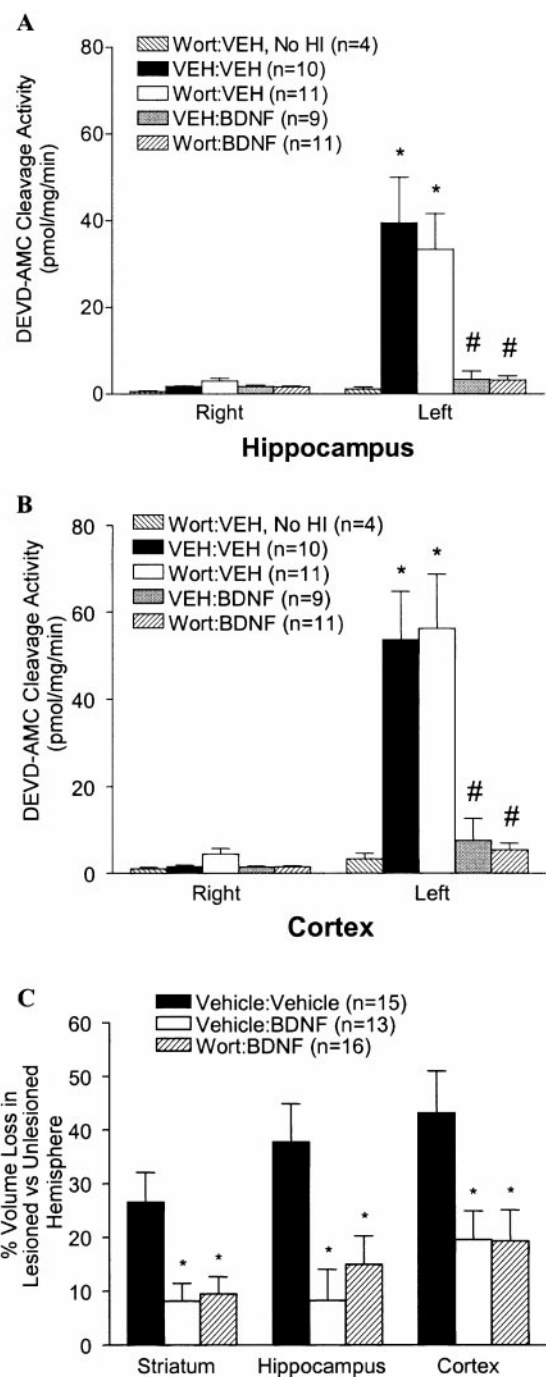 A
Wort:VEH, No HI (n=4)
VEH:VEH (n=10)
Wort:VEH (n=11)
VEH:BDNF (n=9)
Wort:BDNF (n=11)
DEVD-AMC Cleavage Activity
(pmol/mg/min)
80
60
40
20
0
* *
# #
Right Left
Hippocampus
B
Wort:VEH, No HI (n=4)
VEH:VEH (n=10)
Wort:VEH (n=11)
VEH:BDNF (n=9)
Wort:BDNF (n=11)
DEVD-AMC Cleavage Activity
(pmol/mg/min)
80
60
40
20
0
* *
# #
Right Left
Cortex
C
Vehicle:Vehicle (n=15)
Vehicle:BDNF (n=13)
Wort:BDNF (n=16)
% Volume Loss in
Lesioned vs Unlesioned
Hemisphere
60
50
40
30
20
10
0
* * * * * *
Striatum Hippocampus Cortex